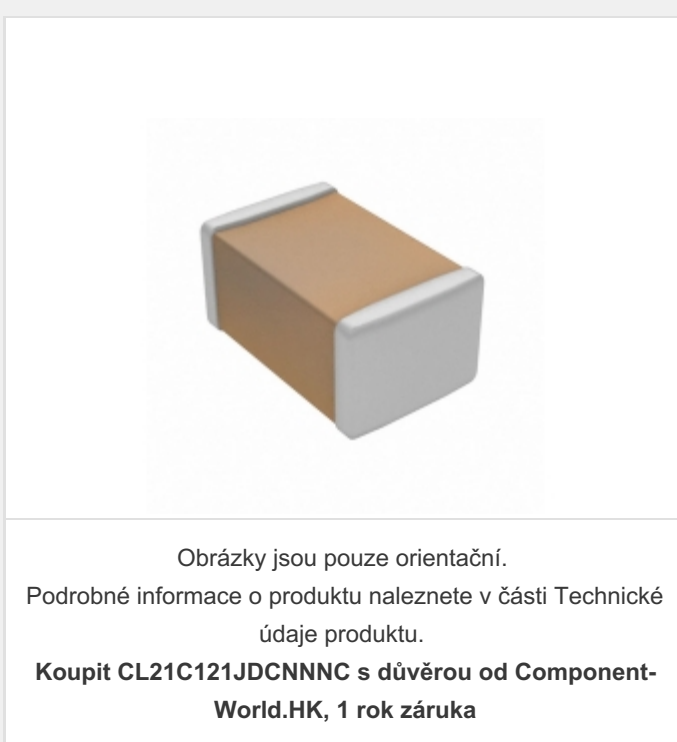 Obrázky jsou pouze orientační.
Podrobné informace o produktu naleznete v části Technické
údaje produktu.
Koupit CL21C121JDCNNNC s důvěrou od Component-
World.HK, 1 rok záruka